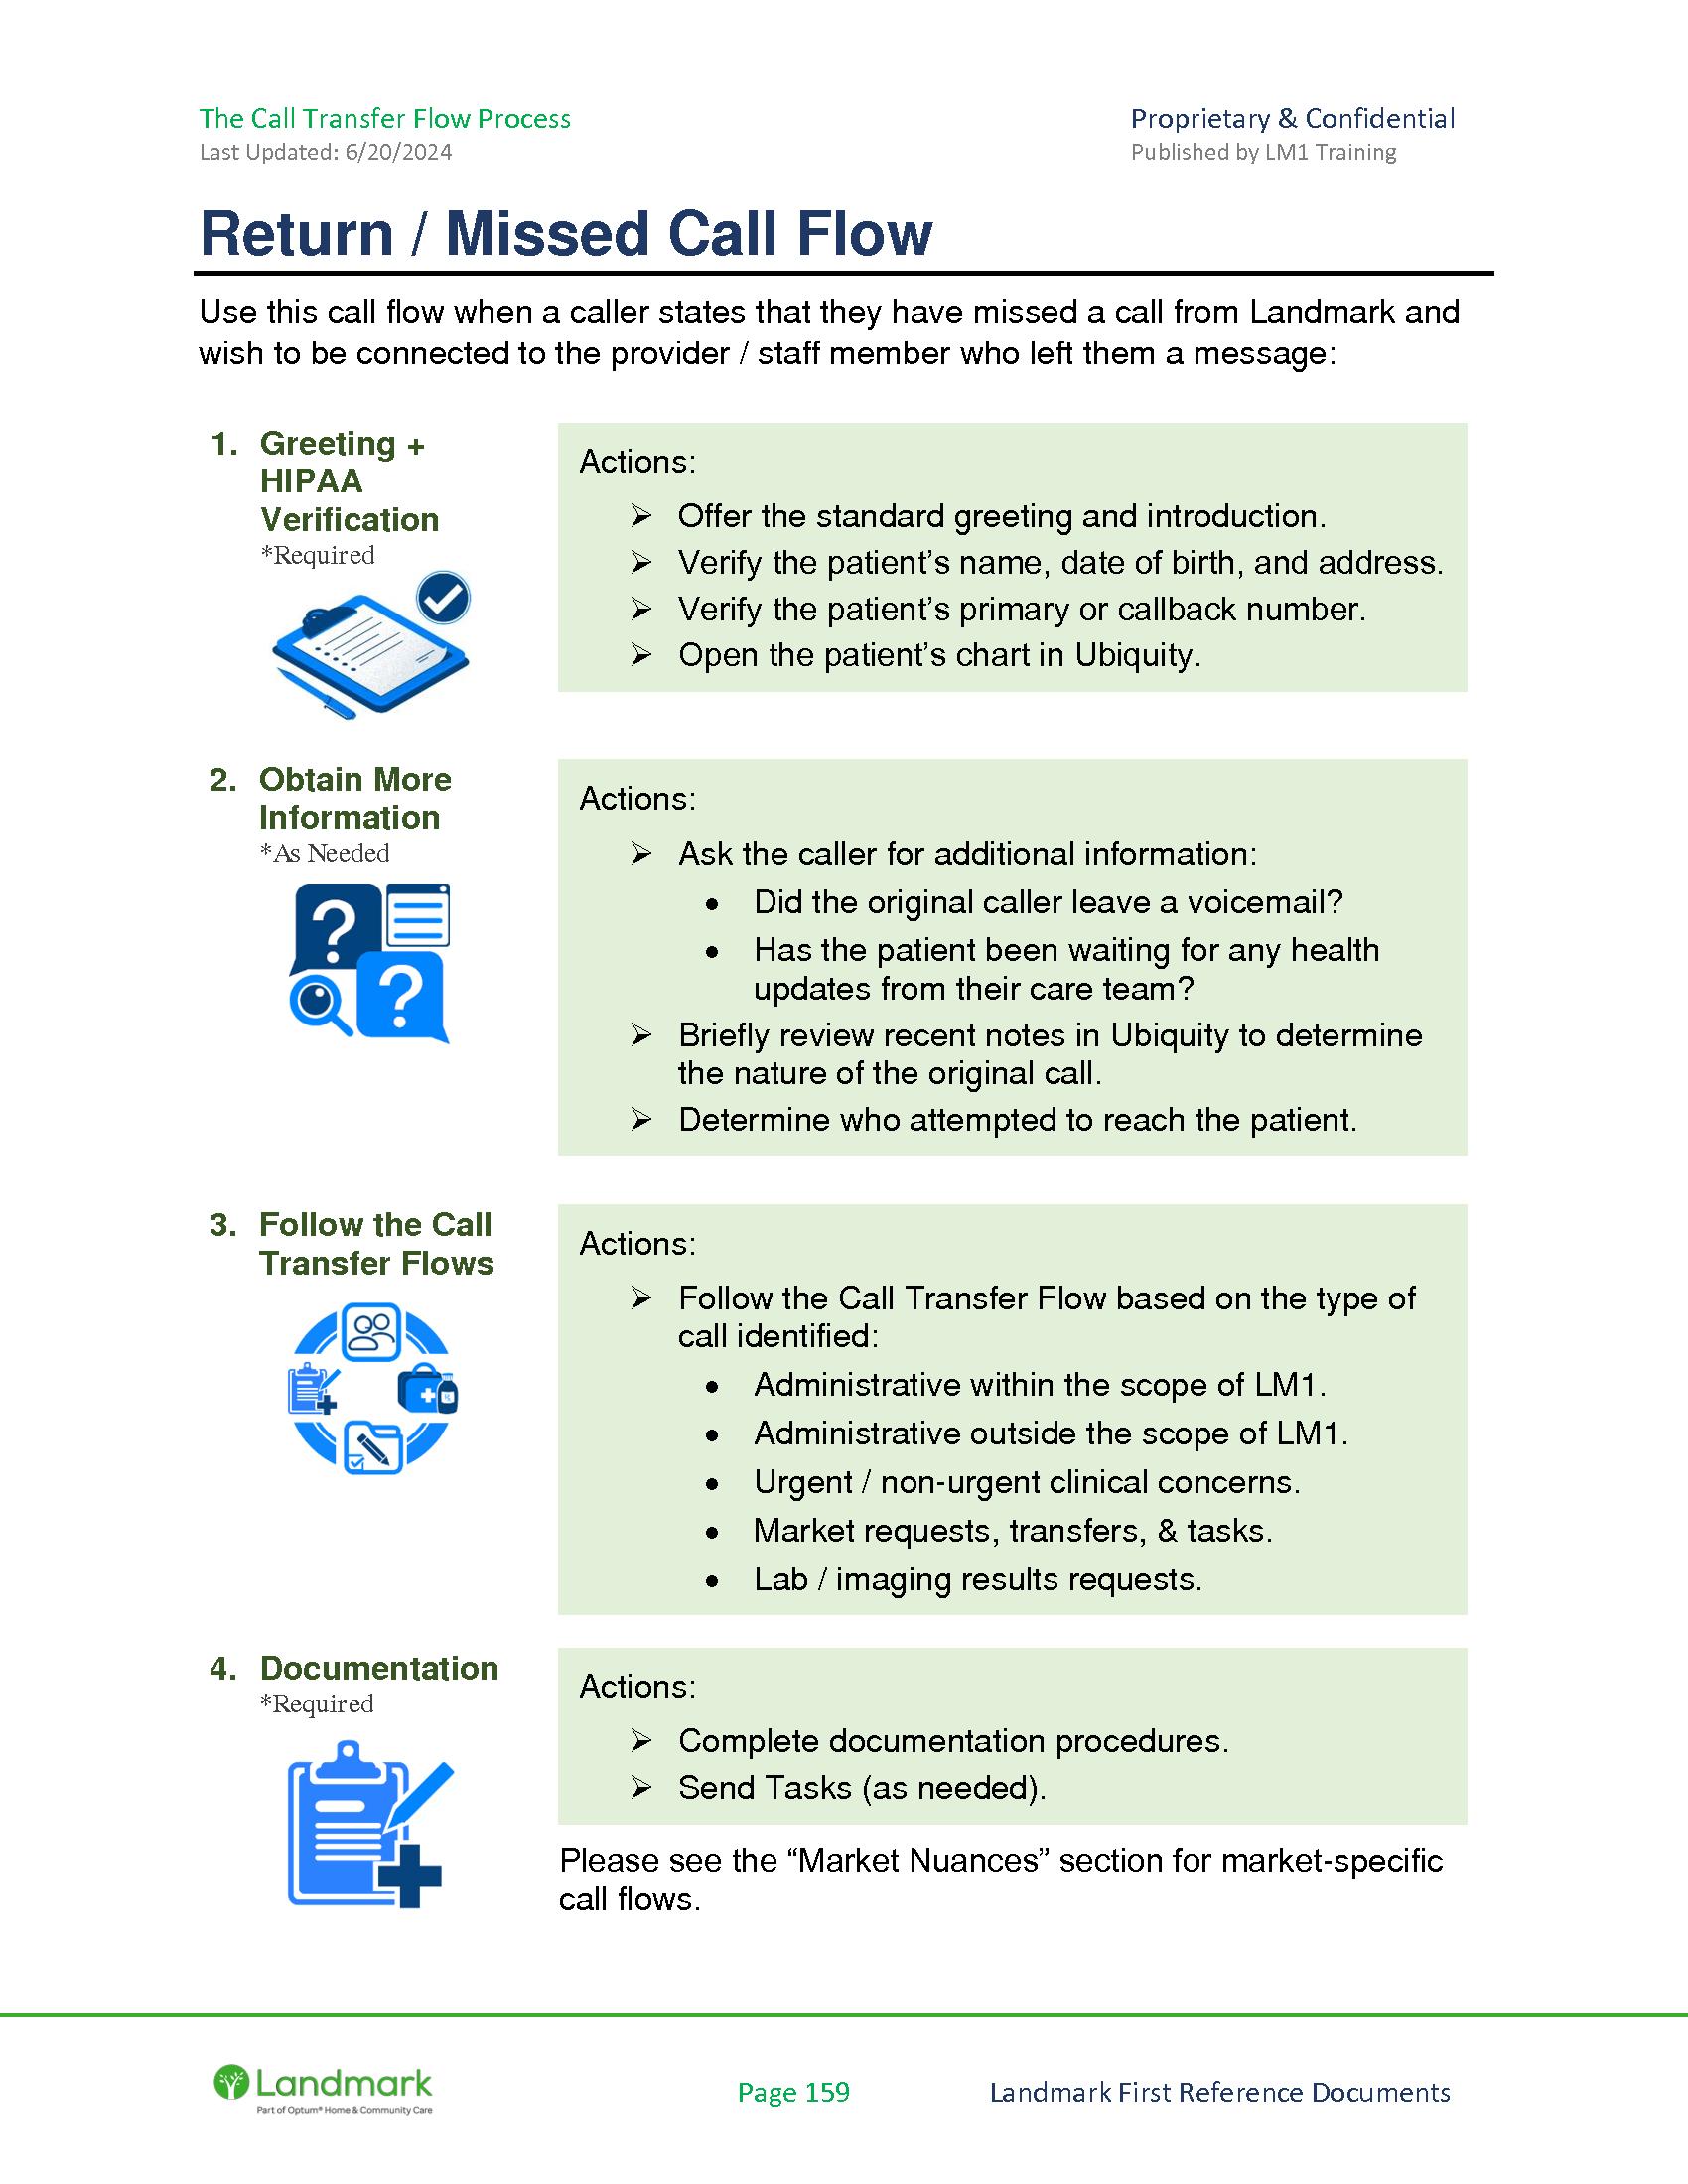 The Call Transfer Flow Process
Proprietary & Confidential
Last Updated: 6/20/2024
Published by LM1 Training
Return / Missed Call Flow
Use this call flow when a caller states that they have missed a call from Landmark and
wish to be connected to the provider / staff member who left them a message:
1. Greeting +
HIPAA
Verification
*Required
Actions:
➢ Offer the standard greeting and introduction.
➢ Verify the patient’s name, date of birth, and address.
➢ Verify the patient’s primary or callback number.
➢ Open the patient’s chart in Ubiquity.
2. Obtain More
Information
*As Needed
? ?
Actions:
➢ Ask the caller for additional information:
• Did the original caller leave a voicemail?
• Has the patient been waiting for any health
updates from their care team?
➢ Briefly review recent notes in Ubiquity to determine
the nature of the original call.
➢ Determine who attempted to reach the patient.
3. Follow the Call
Transfer Flows
Actions:
➢ Follow the Call Transfer Flow based on the type of
call identified:
• Administrative within the scope of LM1.
• Administrative outside the scope of LM1.
• Urgent / non-urgent clinical concerns.
• Market requests, transfers, & tasks.
• Lab / imaging results requests.
4. Documentation
*Required
Actions:
➢ Complete documentation procedures.
➢ Send Tasks (as needed).
Please see the “Market Nuances” section for market-specific
call flows.
Landmark
Part of Optum® Home & Community Care
Page 159
Landmark First Reference Documents